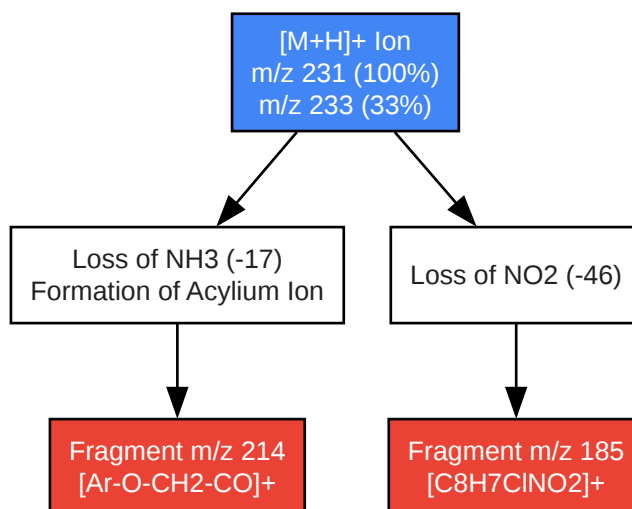 [M+H]+ Ion
m/z 231 (100%)
m/z 233 (33%)
Loss of NH3 (-17)
Formation of Acylium Ion
Loss of NO2 (-46)
Fragment m/z 214
[Ar-O-CH2-CO]+
Fragment m/z 185
[C8H7ClNO2]+